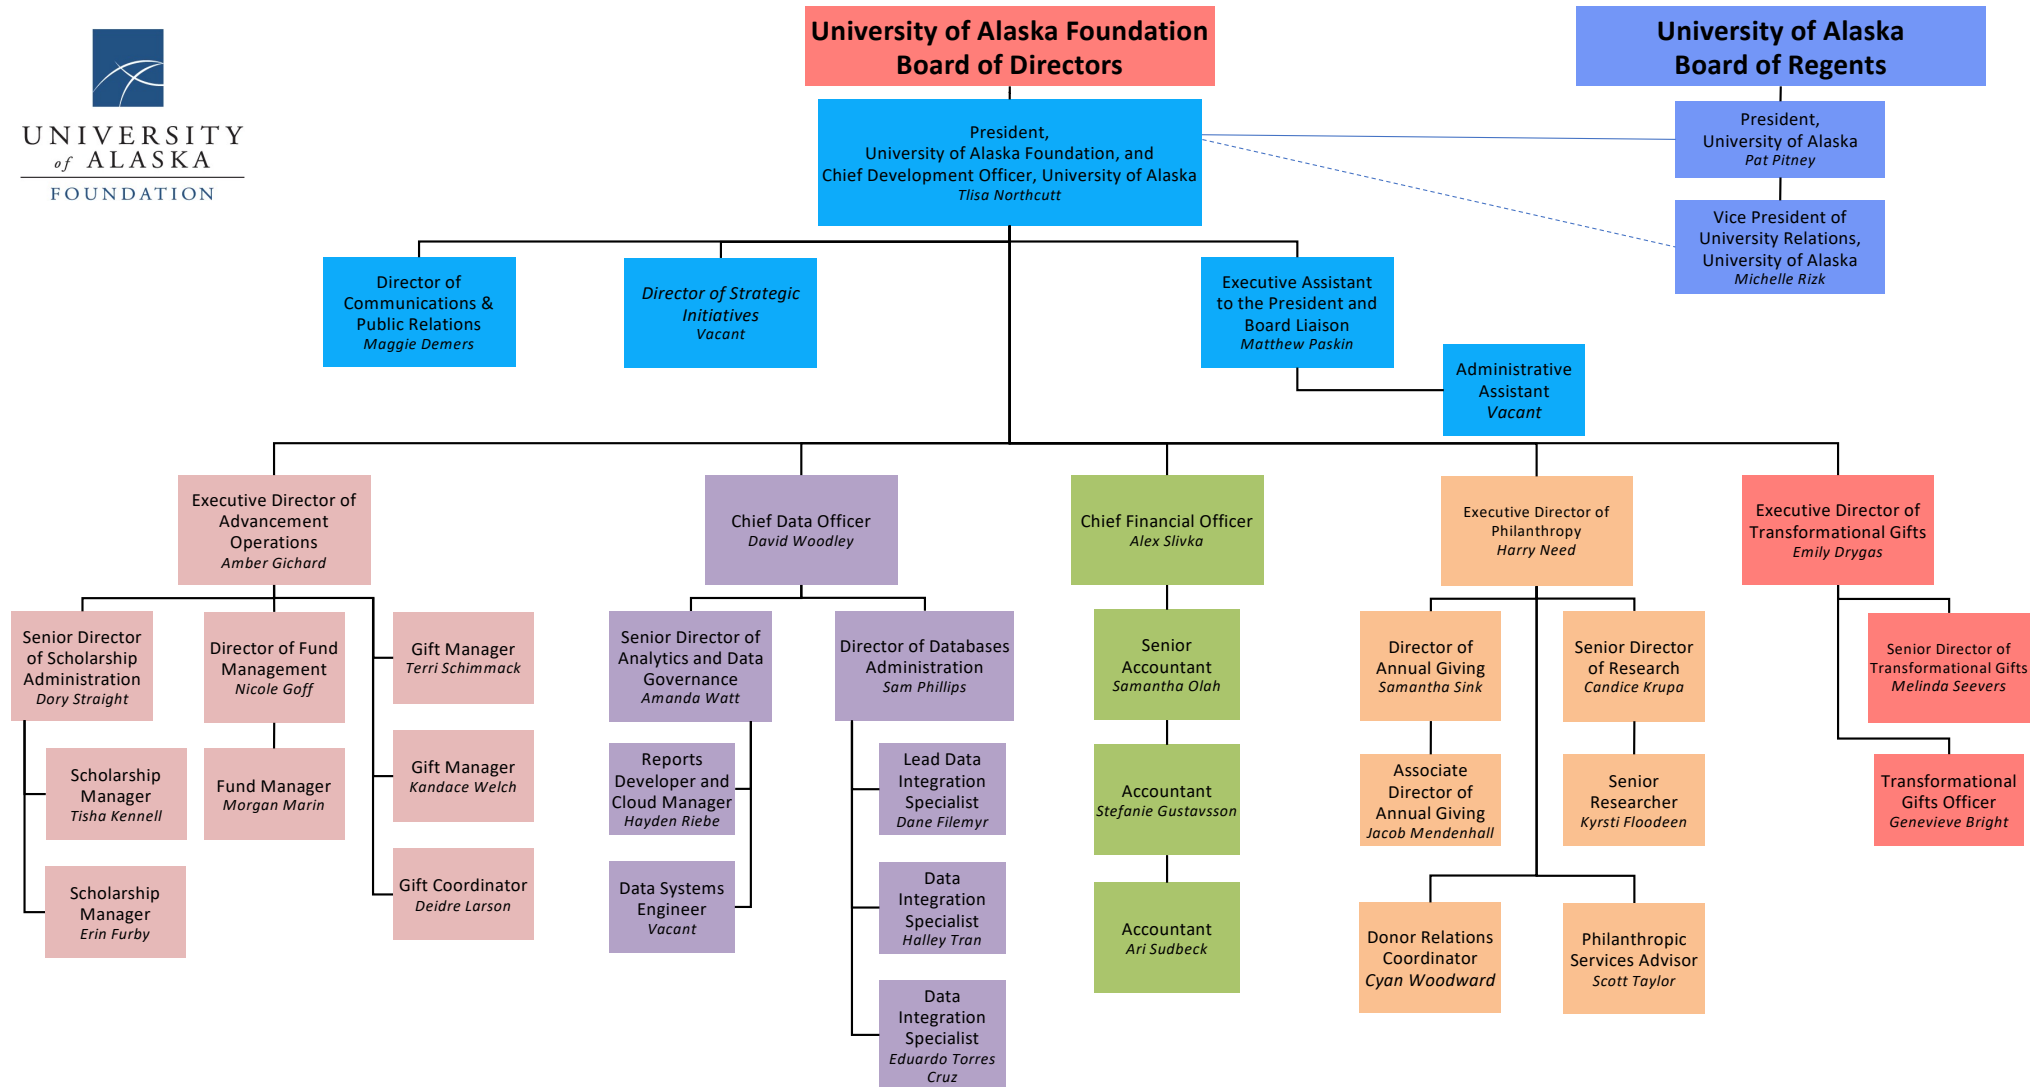 UNIVERSITY
of ALASKA
FOUNDATION
University of Alaska Foundation
Board of Directors
University of Alaska
Board of Regents
President,
University of Alaska Foundation, and
Chief Development Officer, University of Alaska
Tlisa Northcutt
President,
University of Alaska
Pat Pitney
Vice President of
University Relations,
University of Alaska
Michelle Rizk
Director of
Communications &
Public Relations
Maggie Demers
Director of Strategic
Initiatives
Vacant
Executive Assistant
to the President and
Board Liaison
Matthew Paskin
Administrative
Assistant
Vacant
Executive Director of
Advancement
Operations
Amber Gichard
Chief Data Officer
David Woodley
Chief Financial Officer
Alex Slivka
Executive Director of
Philanthropy
Harry Need
Executive Director of
Transformational Gifts
Emily Drygas
Senior Director
of Scholarship
Administration
Dory Straight
Director of Fund
Management
Nicole Goff
Gift Manager
Terri Schimmack
Senior Director of
Analytics and Data
Governance
Amanda Watt
Director of Databases
Administration
Sam Phillips
Senior
Accountant
Samantha Olah
Director of
Annual Giving
Samantha Sink
Senior Director
of Research
Candice Krupa
Senior Director of
Transformational Gifts
Melinda Seevers
Scholarship
Manager
Tisha Kennell
Fund Manager
Morgan Marin
Gift Manager
Kandace Welch
Reports
Developer and
Cloud Manager
Hayden Riebe
Lead Data
Integration
Specialist
Dane Filemyr
Accountant
Stefanie Gustavsson
Associate
Director of
Annual Giving
Jacob Mendenhall
Senior
Researcher
Kyrsti Floodeen
Transformational
Gifts Officer
Genevieve Bright
Scholarship
Manager
Erin Furby
Gift Coordinator
Deidre Larson
Data Systems
Engineer
Vacant
Data
Integration
Specialist
Halley Tran
Accountant
Ari Sudbeck
Donor Relations
Coordinator
Cyan Woodward
Philanthropic
Services Advisor
Scott Taylor
Data
Integration
Specialist
Eduardo Torres
Cruz